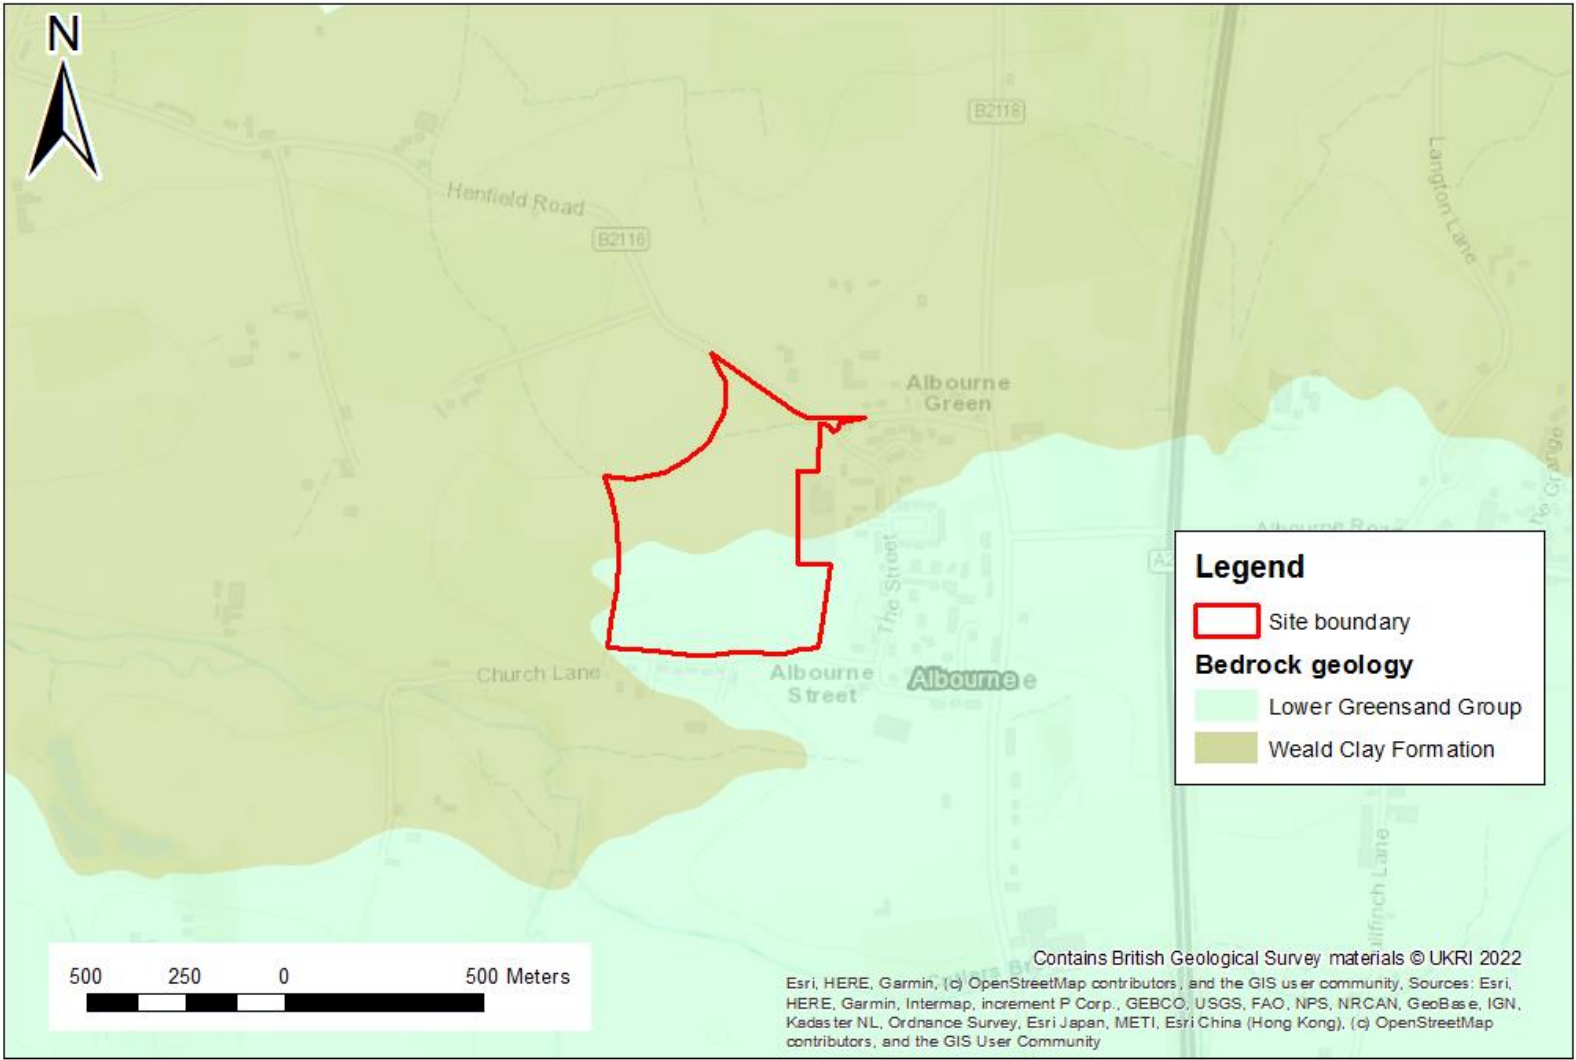 N
B2118
Langton Lane
Henfield Road
B2116
Albourne
Green
Albourne Road
The Street
Church Lane
Albourne
Street
Albourne
Legend
Site boundary
Bedrock geology
Lower Greensand Group
Weald Clay Formation
500 250 0 500 Meters
Contains British Geological Survey materials © UKRI 2022
Esri, HERE, Garmin, (c) OpenStreetMap contributors, and the GIS user community, Sources: Esri,
HERE, Garmin, Intermap, increment P Corp., GEBCO, USGS, FAO, NPS, NRCAN, GeoBase, IGN,
Kadaster NL, Ordnance Survey, Esri Japan, METI, Esri China (Hong Kong), (c) OpenStreetMap
contributors, and the GIS User Community